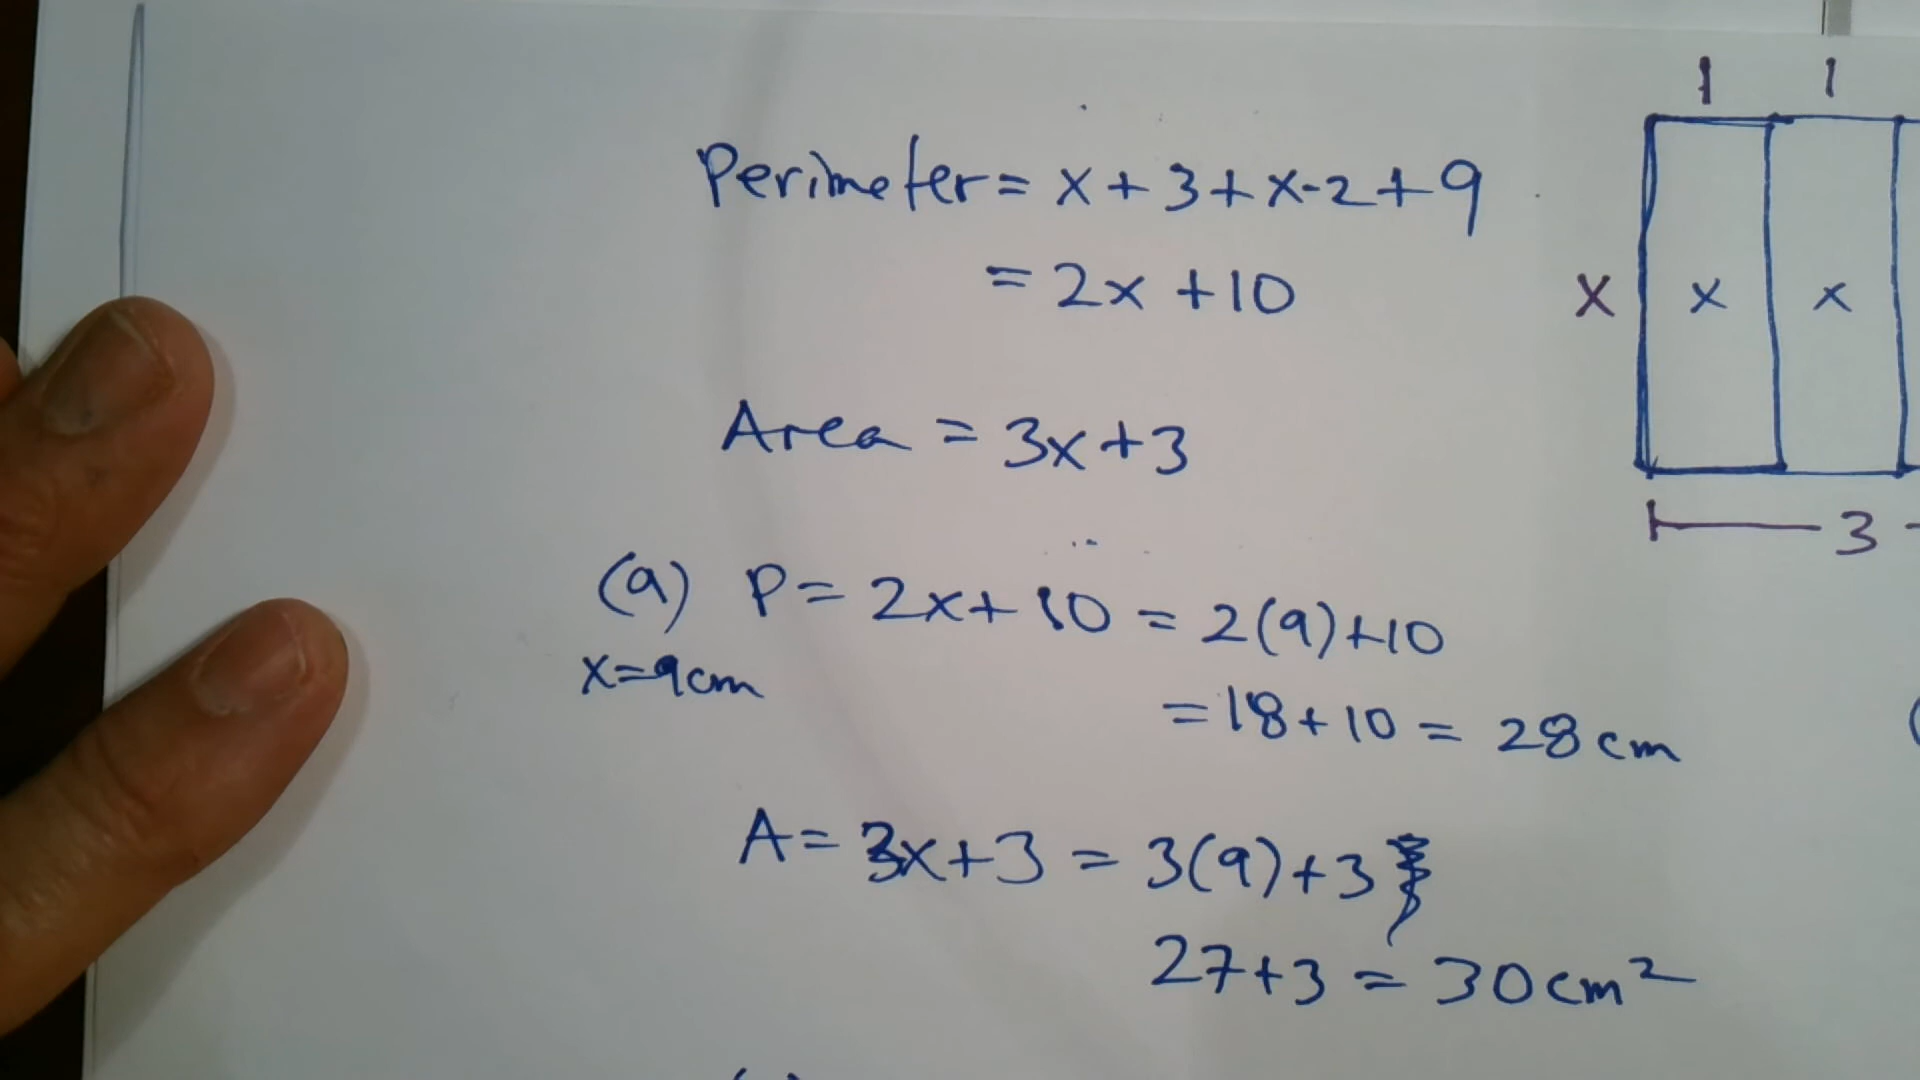 1 1
Perimeter = x + 3 + x - 2 + 9
= 2x + 10
x x x
Area = 3x + 3
3
(a) P = 2x + 10 = 2(9) + 10
x = 9cm
= 18 + 10 = 28 cm
A = 3x + 3 = 3(9) + 3
27 + 3 = 30 cm²